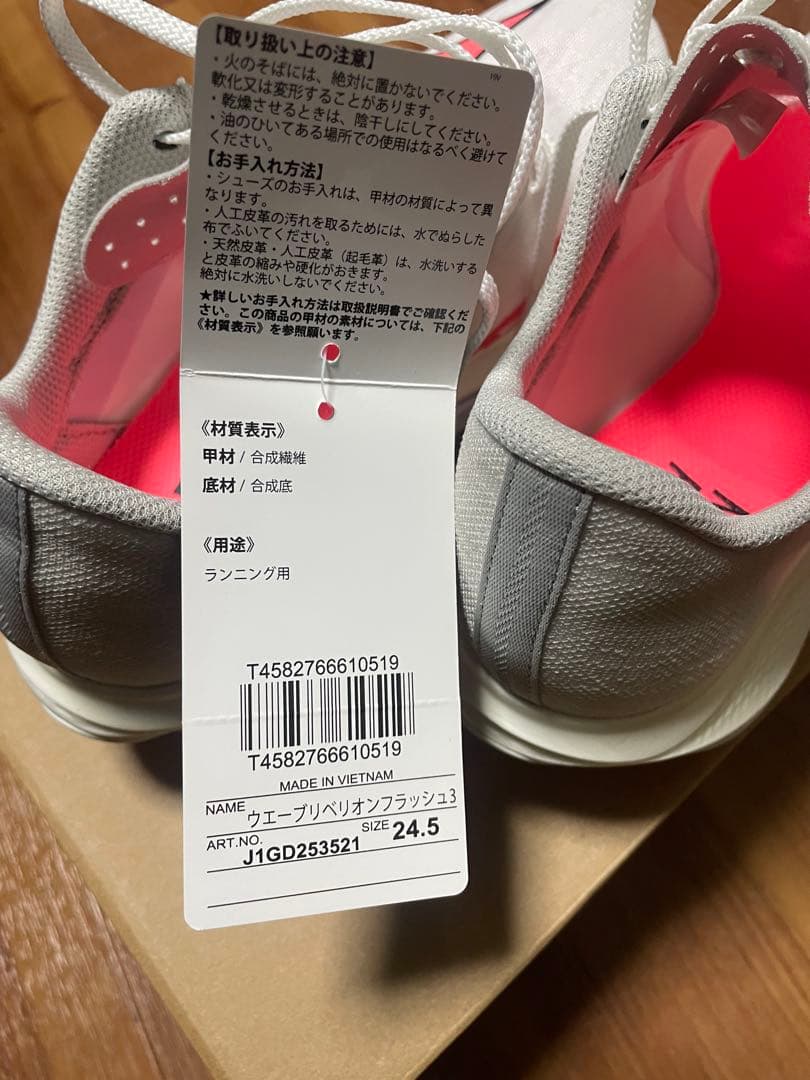 【取り扱い上の注意】
19V
・火のそばには、絶対に置かないでください。
軟化又は変形することがあります。
・乾燥させるときは、陰干しにしてください。
・油のひいてある場所での使用はなるべく避けて
ください。
【お手入れ方法】
・シューズのお手入れは、甲材の材質によって異
なります。
・人工皮革の汚れを取るためには、水でぬらした
布でふいてください。
・天然皮革・人工皮革（起毛革）は、水洗いする
と皮革の縮みや硬化がおきます。
絶対に水洗いしないでください。
★詳しいお手入れ方法は取扱説明書でご確認くだ
さい。この商品の甲材の素材については、下記の
《材質表示》を参照願います。
《材質表示》
甲材 / 合成繊維
底材 / 合成底
《用途》
ランニング用
T4582766610519
T4582766610519
MADE IN VIETNAM
NAME ウエーブリベリオンフラッシュ3
ART.NO. J1GD253521 SIZE 24.5